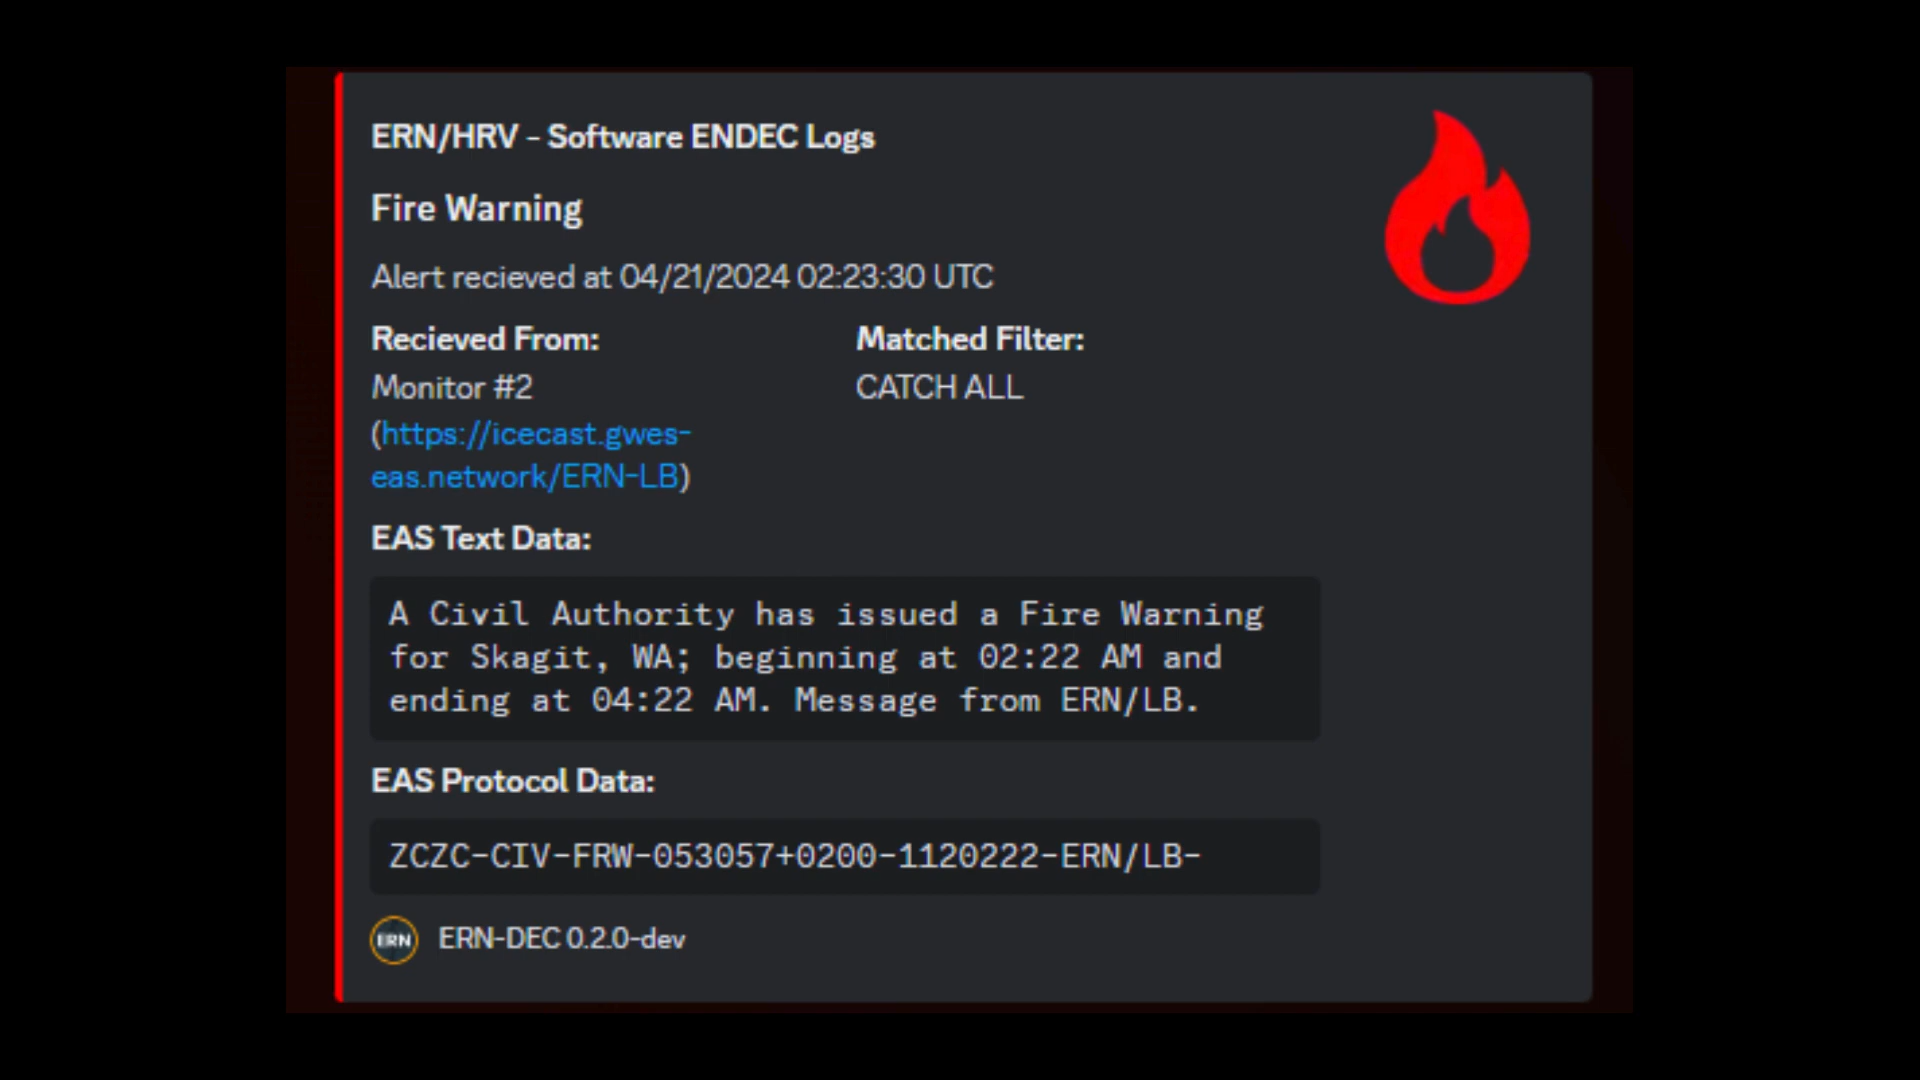 ERN/HRV - Software ENDEC Logs
Fire Warning
Alert recieved at 04/21/2024 02:23:30 UTC
Recieved From:
Monitor #2
(https://icecast.gwes-
eas.network/ERN-LB)
Matched Filter:
CATCH ALL
EAS Text Data:
A Civil Authority has issued a Fire Warning
for Skagit, WA; beginning at 02:22 AM and
ending at 04:22 AM. Message from ERN/LB.
EAS Protocol Data:
ZCZC-CIV-FRW-053057+0200-1120222-ERN/LB-
ERN
ERN-DEC 0.2.0-dev